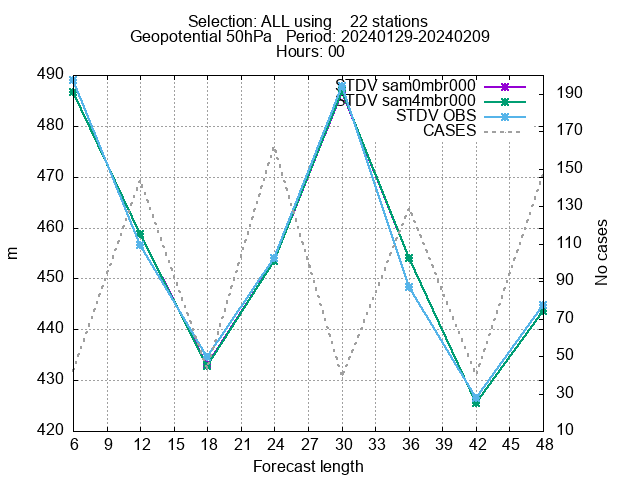 Selection: ALL using 22 stations
Geopotential 50hPa Period: 20240129-20240209
Hours: 00
STDV sam0mbr000
STDV sam4mbr000
STDV OBS
CASES
490
480
470
460
450
440
430
420
m
190
170
150
130
110
90
70
50
30
10
No cases
6 9 12 15 18 21 24 27 30 33 36 39 42 45 48
Forecast length